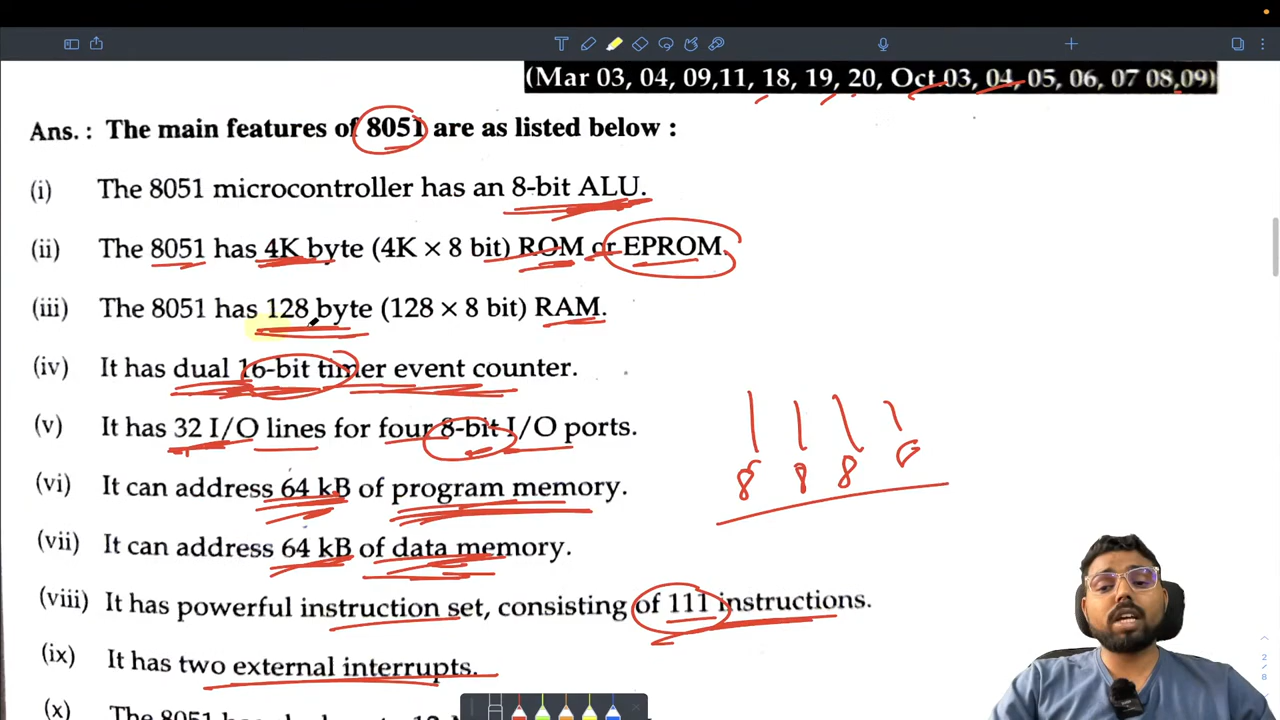 (Mar 03, 04, 09,11, 18, 19, 20, Oct 03, 04, 05, 06, 07 08,09)
Ans. : The main features of 8051 are as listed below :
(i) The 8051 microcontroller has an 8-bit ALU.
(ii) The 8051 has 4K byte (4K × 8 bit) ROM or EPROM.
(iii) The 8051 has 128 byte (128 × 8 bit) RAM.
(iv) It has dual 16-bit timer event counter.
(v) It has 32 I/O lines for four 8-bit I/O ports.
8 8 8
(vi) It can address 64 kB of program memory.
(vii) It can address 64 kB of data memory.
(viii) It has powerful instruction set, consisting of 111 instructions.
(ix) It has two external interrupts.
(x) The 8051 has
2
8